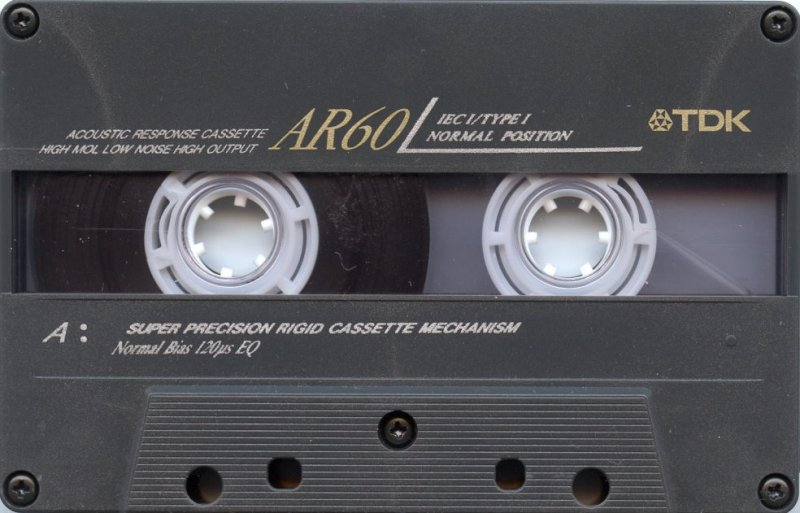 ACOUSTIC RESPONSE CASSETTE
HIGH MOL LOW NOISE HIGH OUTPUT
AR60
IEC I/TYPE I
NORMAL POSITION
TDK
A:
SUPER PRECISION RIGID CASSETTE MECHANISM
Normal Bias 120µs EQ